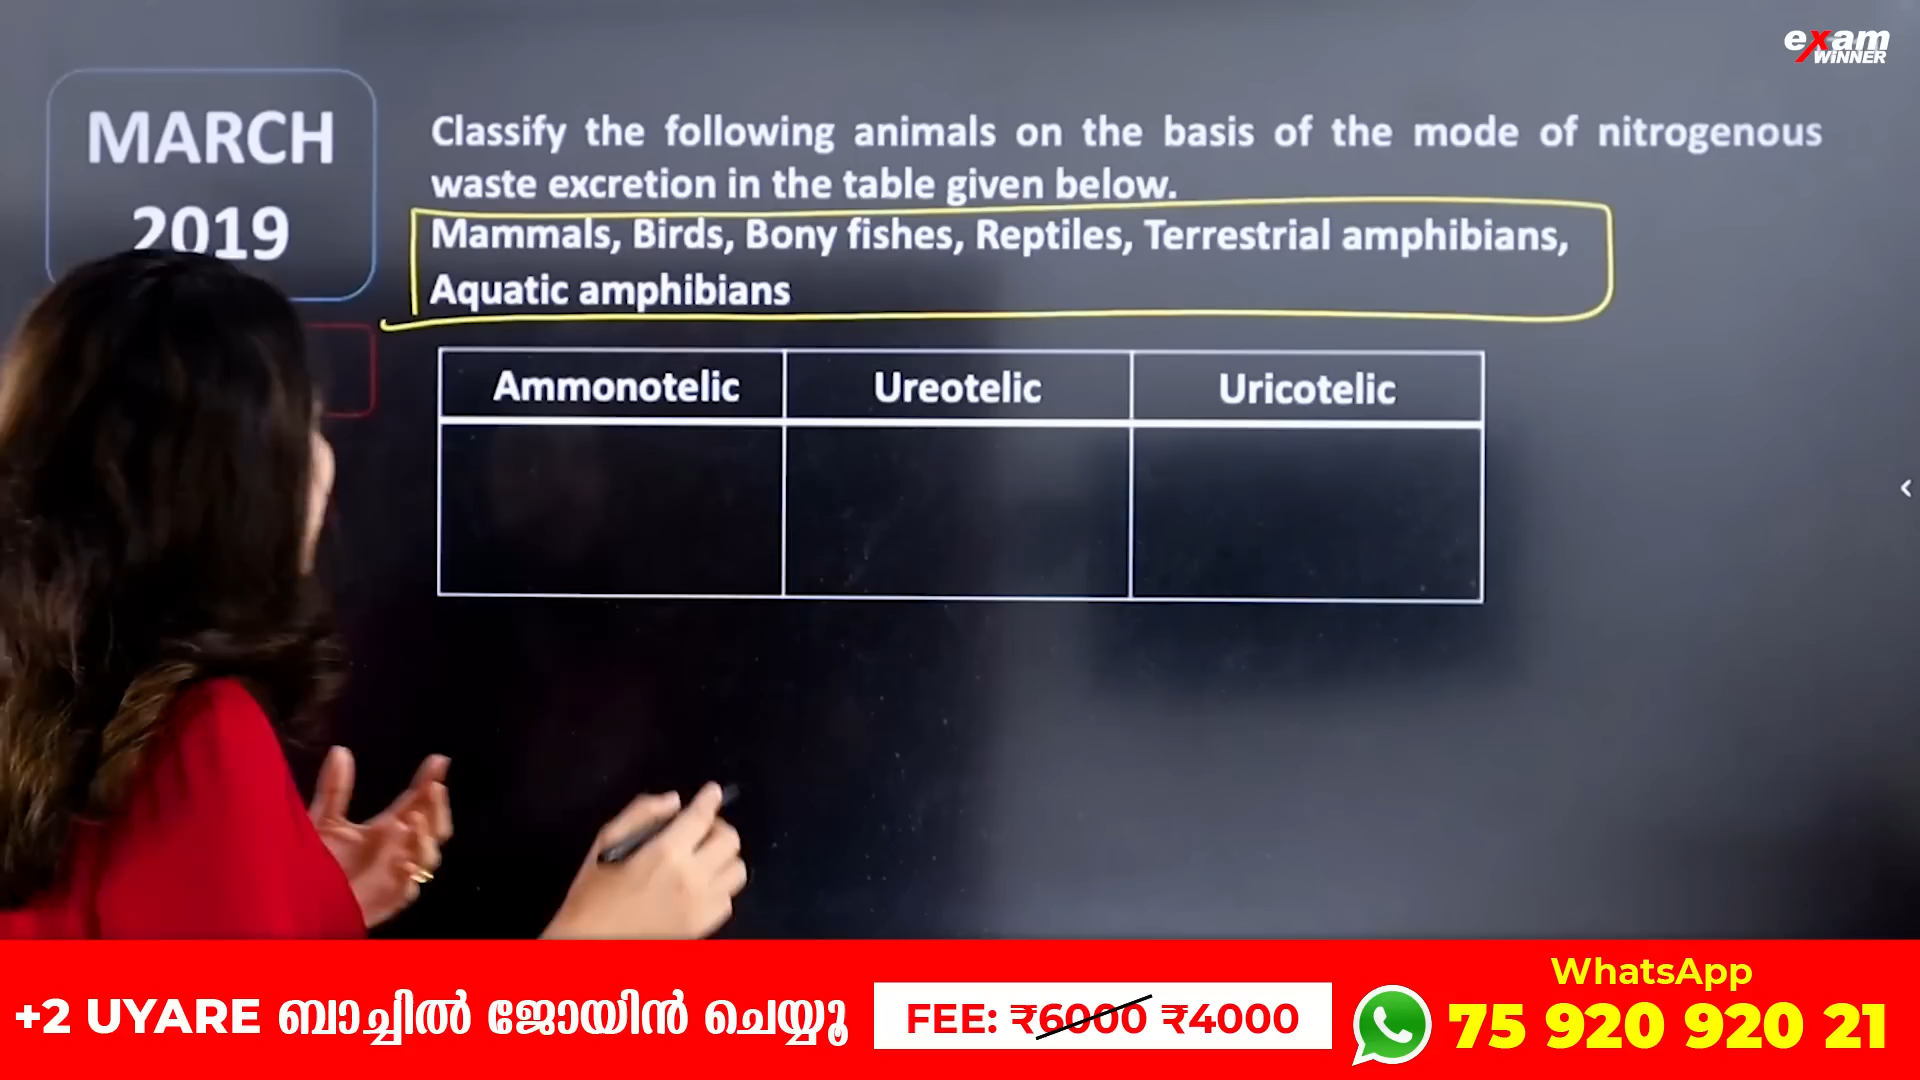 exam
WINNER
MARCH
2019
Classify the following animals on the basis of the mode of nitrogenous
waste excretion in the table given below.
Mammals, Birds, Bony fishes, Reptiles, Terrestrial amphibians,
Aquatic amphibians
Ammonotelic Ureotelic Uricotelic
+2 UYARE ബാച്ചിൽ ജോയിൻ ചെയ്യൂ
FEE: ₹6000 ₹4000
WhatsApp
75 920 920 21